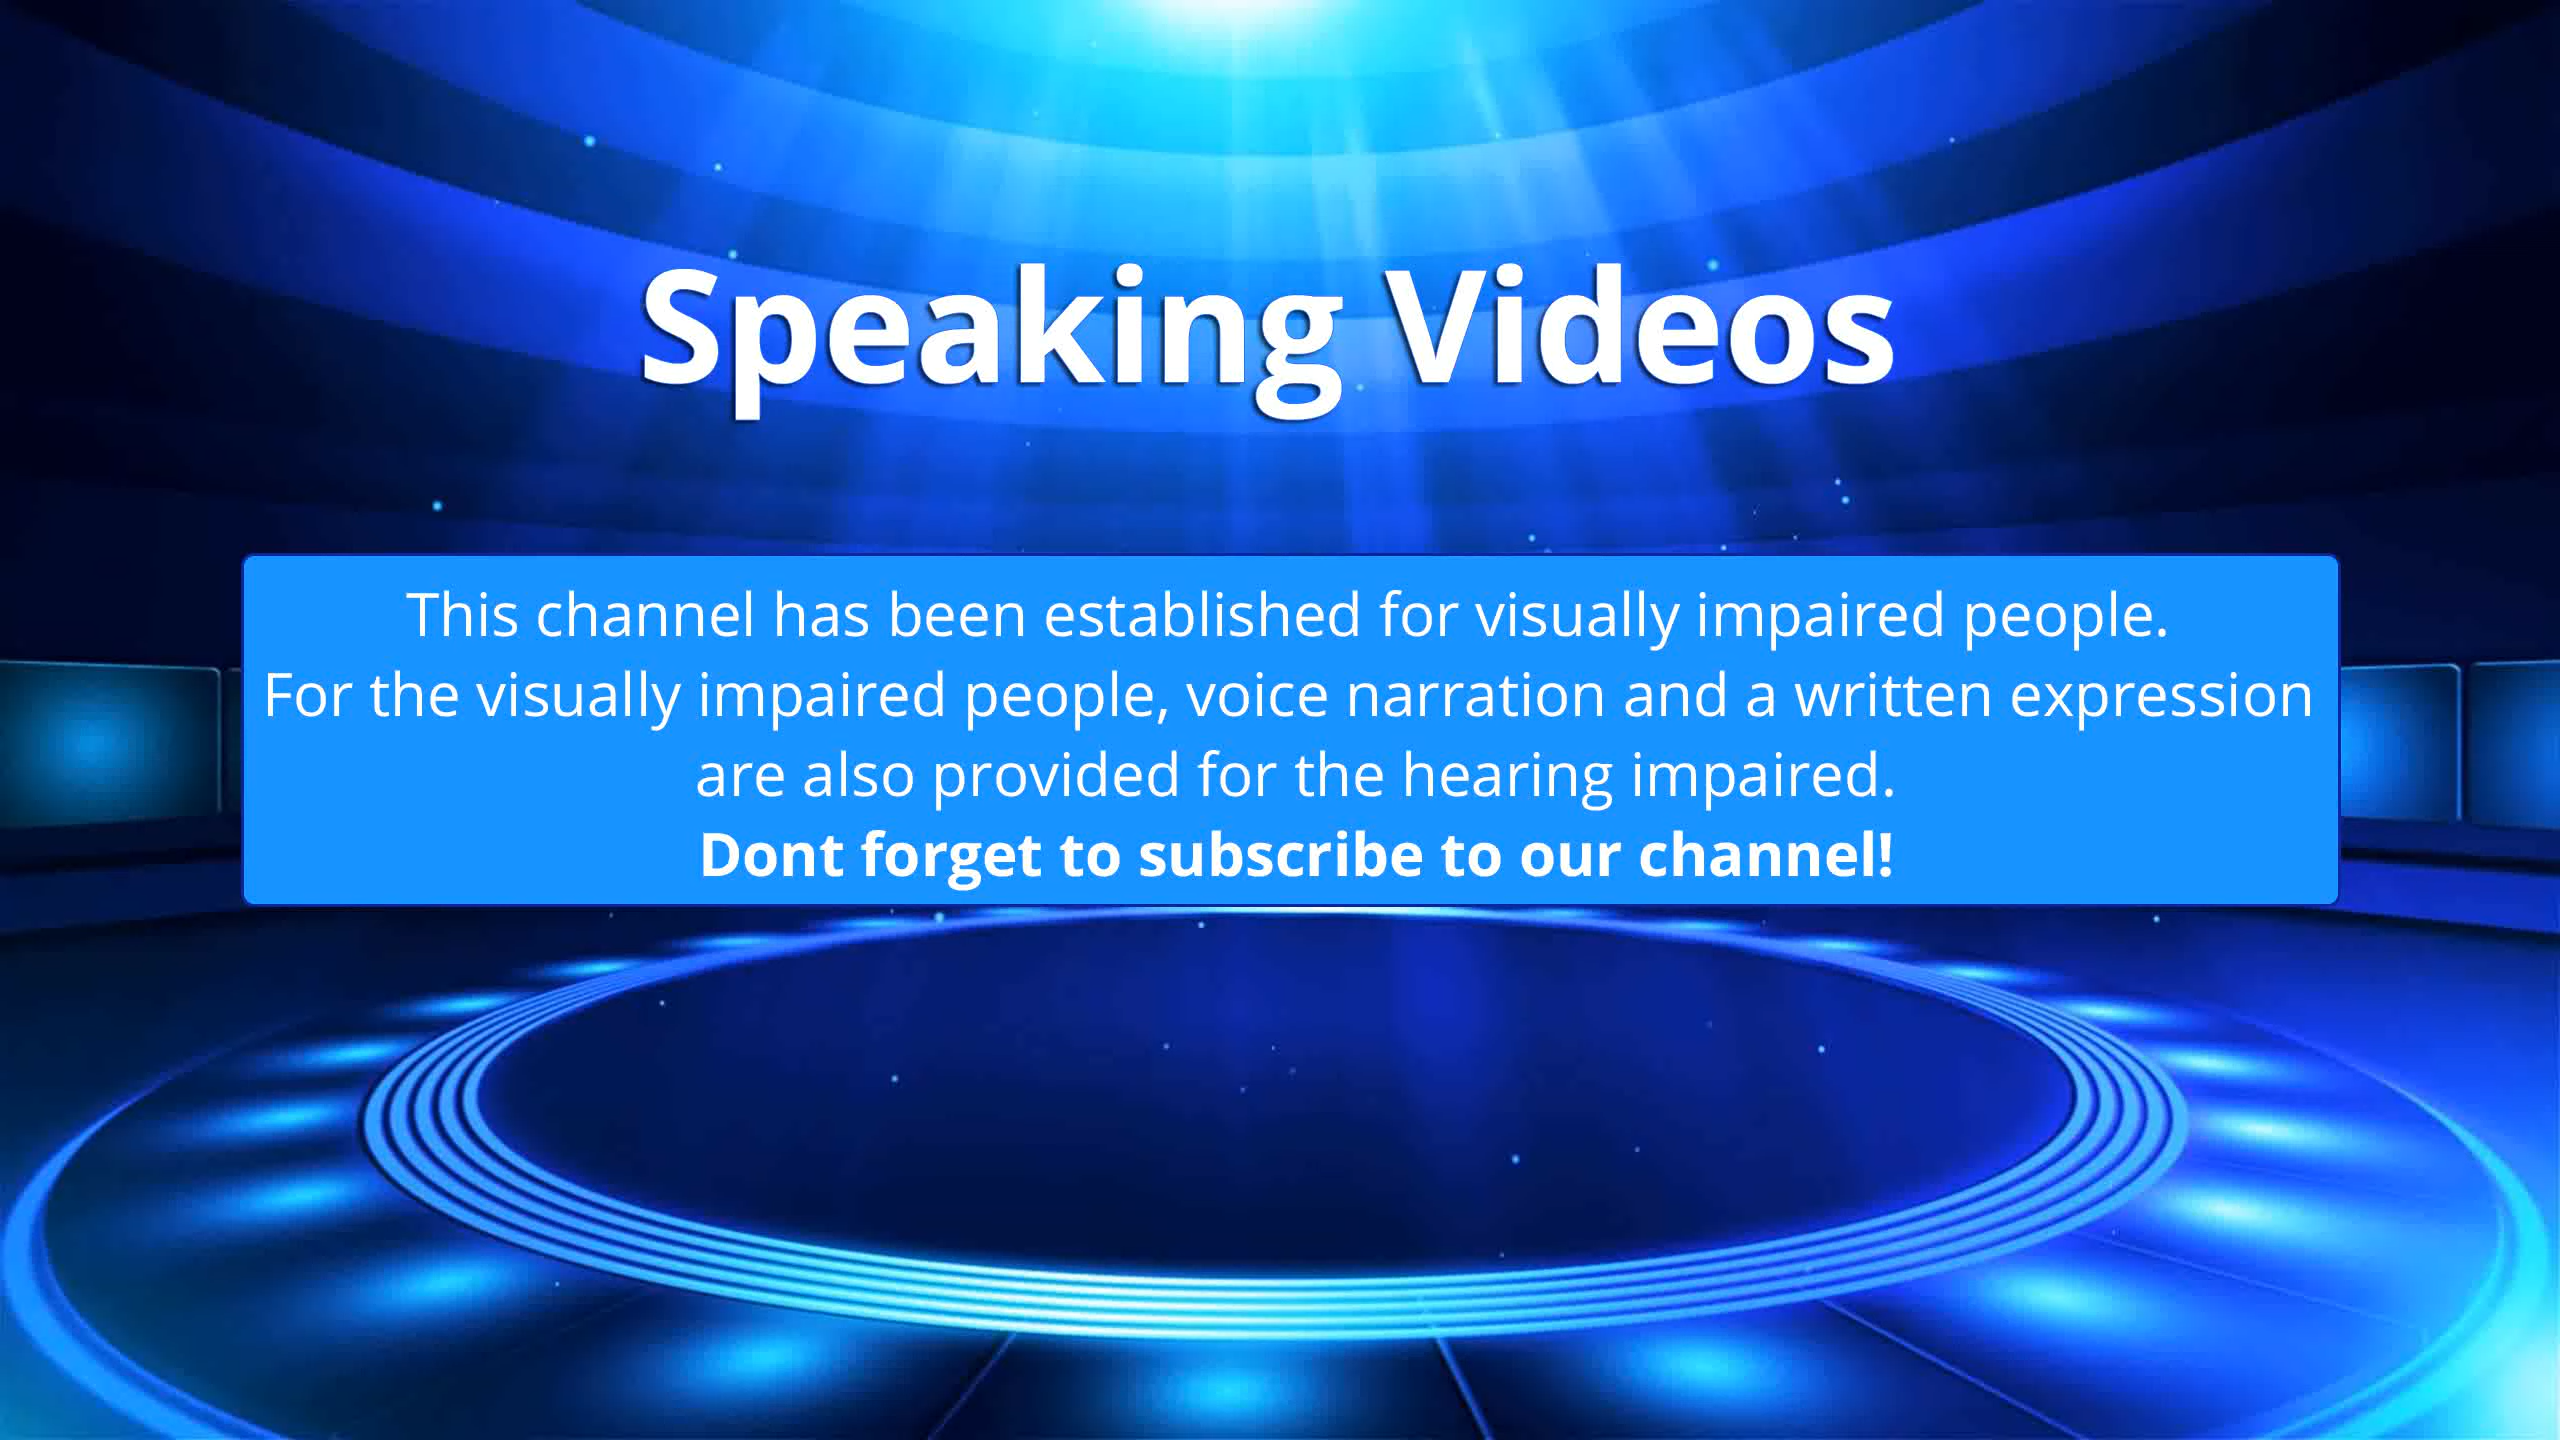 Speaking Videos
This channel has been established for visually impaired people.
For the visually impaired people, voice narration and a written expression
are also provided for the hearing impaired.
Dont forget to subscribe to our channel!